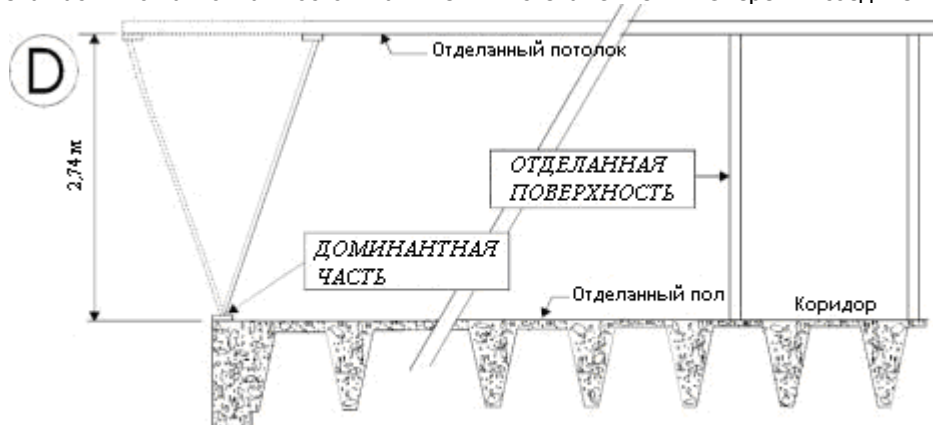 D
Отделанный потолок
2,74 м
ОТДЕЛАННАЯ
ПОВЕРХНОСТЬ
ДОМИНАНТНАЯ
ЧАСТЬ
Отделанный пол
Коридор